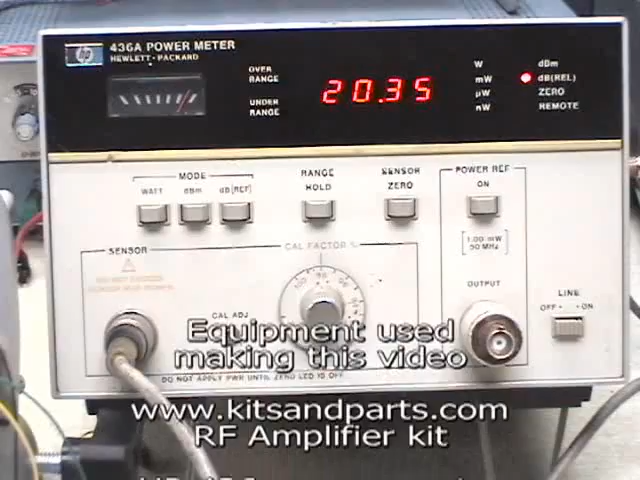 hp 436A POWER METER
HEWLETT-PACKARD
OVER
RANGE
UNDER
RANGE
20.35
W
mW
µW
nW
dBm
dB(REL)
ZERO
REMOTE
MODE
WATT dBm dB[REF]
RANGE
HOLD
SENSOR
ZERO
POWER REF
ON
1.00 mW
50 MHz
SENSOR
CAL FACTOR %
CAL ADJ
OUTPUT
LINE
OFF ON
DO NOT APPLY PWR UNTIL ZERO LED IS OFF
Equipment used
making this video
www.kitsandparts.com
RF Amplifier kit